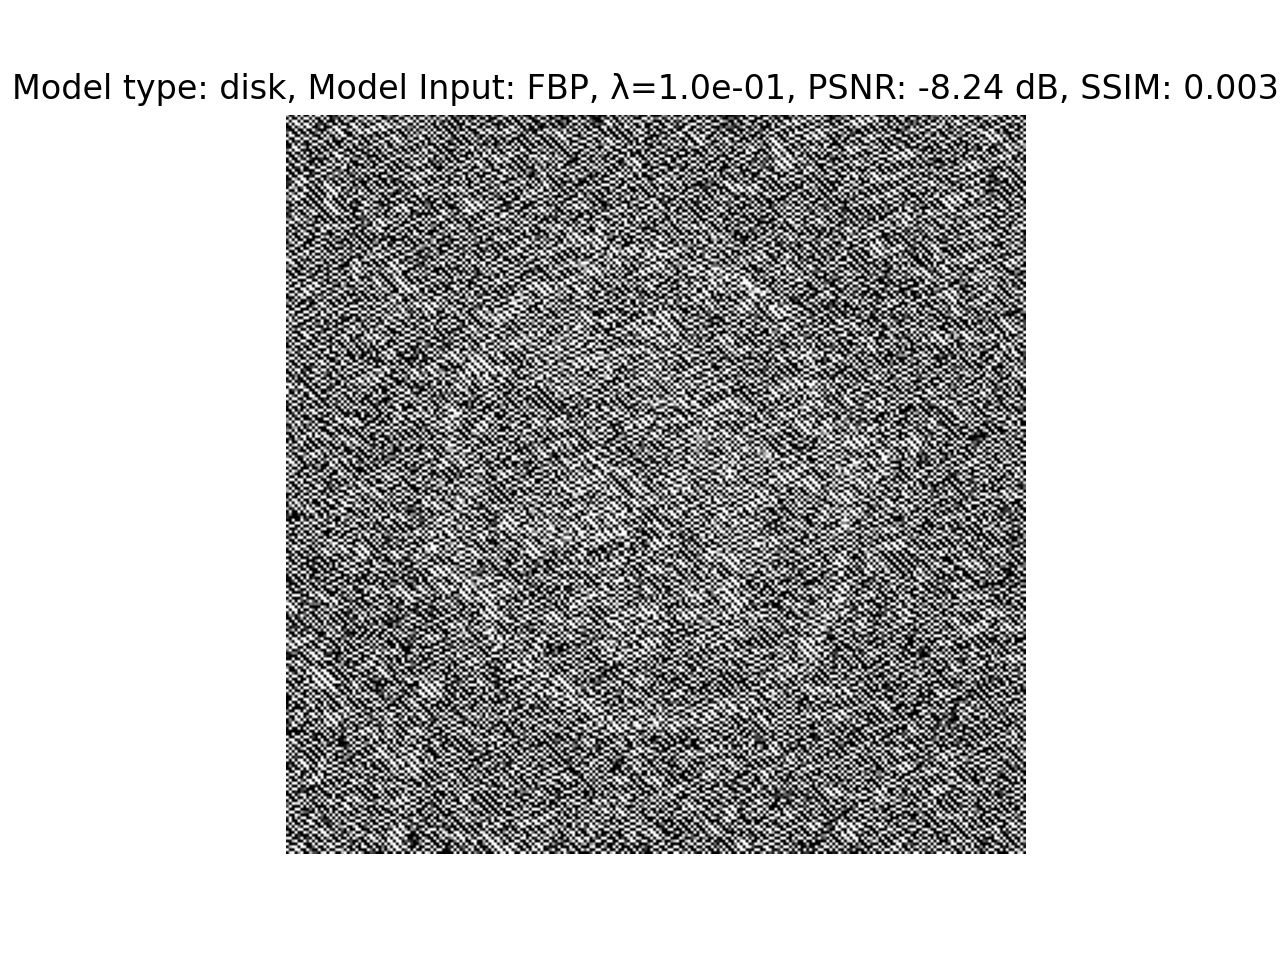 Model type: disk, Model Input: FBP, λ=1.0e-01, PSNR: -8.24 dB, SSIM: 0.003